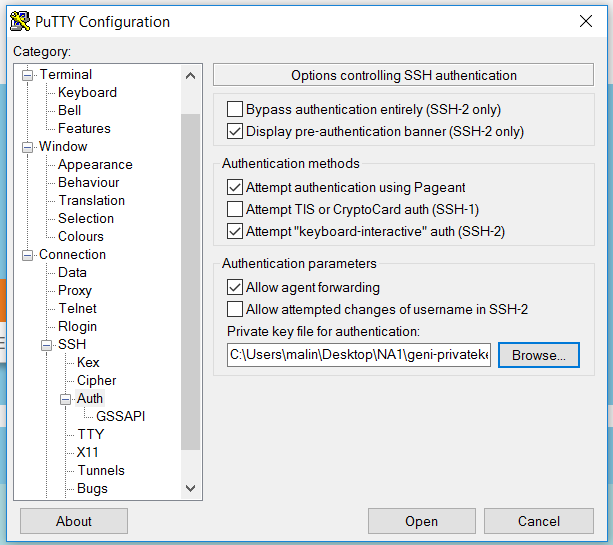 PuTTY Configuration
Category:
Terminal
Keyboard
Bell
Features
Window
Appearance
Behaviour
Translation
Selection
Colours
Connection
Data
Proxy
Telnet
Rlogin
SSH
Kex
Cipher
Auth
GSSAPI
TTY
X11
Tunnels
Bugs
Options controlling SSH authentication
Bypass authentication entirely (SSH-2 only)
Display pre-authentication banner (SSH-2 only)
Authentication methods
Attempt authentication using Pageant
Attempt TIS or CryptoCard auth (SSH-1)
Attempt "keyboard-interactive" auth (SSH-2)
Authentication parameters
Allow agent forwarding
Allow attempted changes of username in SSH-2
Private key file for authentication:
C:\Users\malin\Desktop\NA1\geni-privateke
Browse...
About
Open
Cancel